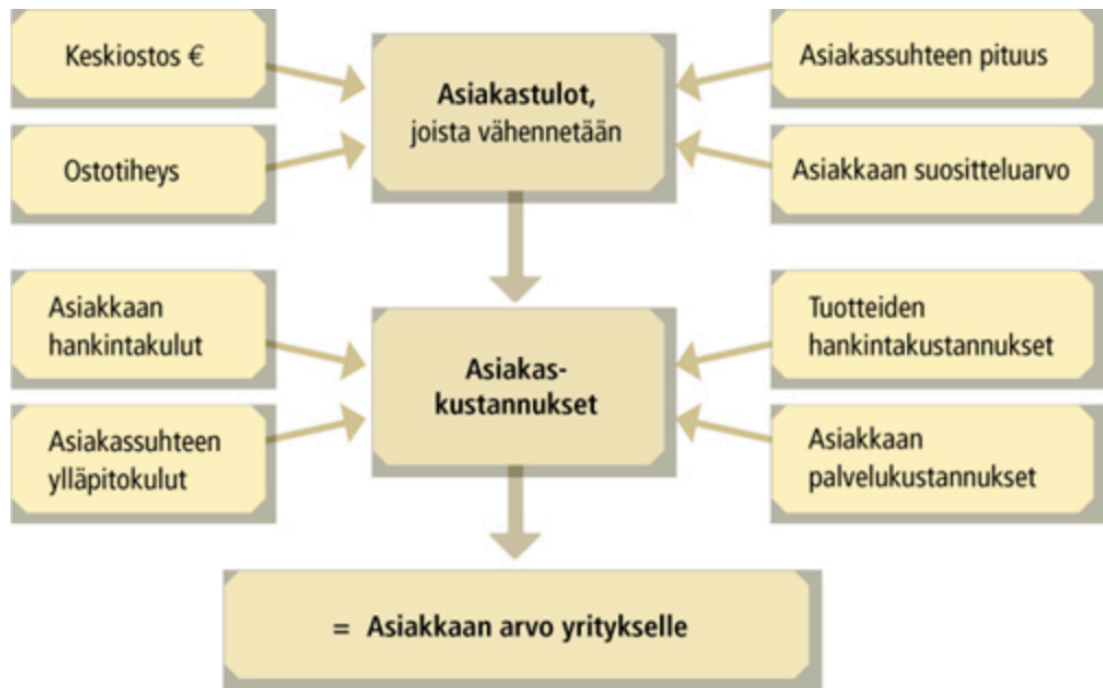 Keskiostos €
Ostotiheys
Asiakastulot,
joista vähennetään
Asiakassuhteen pituus
Asiakkaan suositteluarvo
Asiakkaan
hankintakulut
Asiakassuhteen
ylläpitokulut
Asiakas-
kustannukset
Tuotteiden
hankintakustannukset
Asiakkaan
palvelukustannukset
= Asiakkaan arvo yritykselle